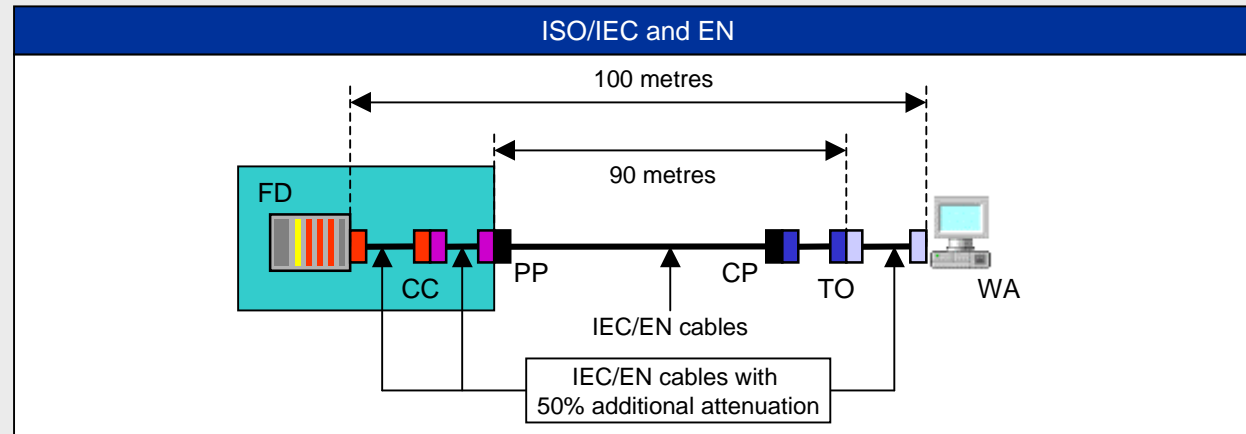 ISO/IEC and EN
100 metres
90 metres
FD
CC
PP
CP
TO
WA
IEC/EN cables
IEC/EN cables with
50% additional attenuation